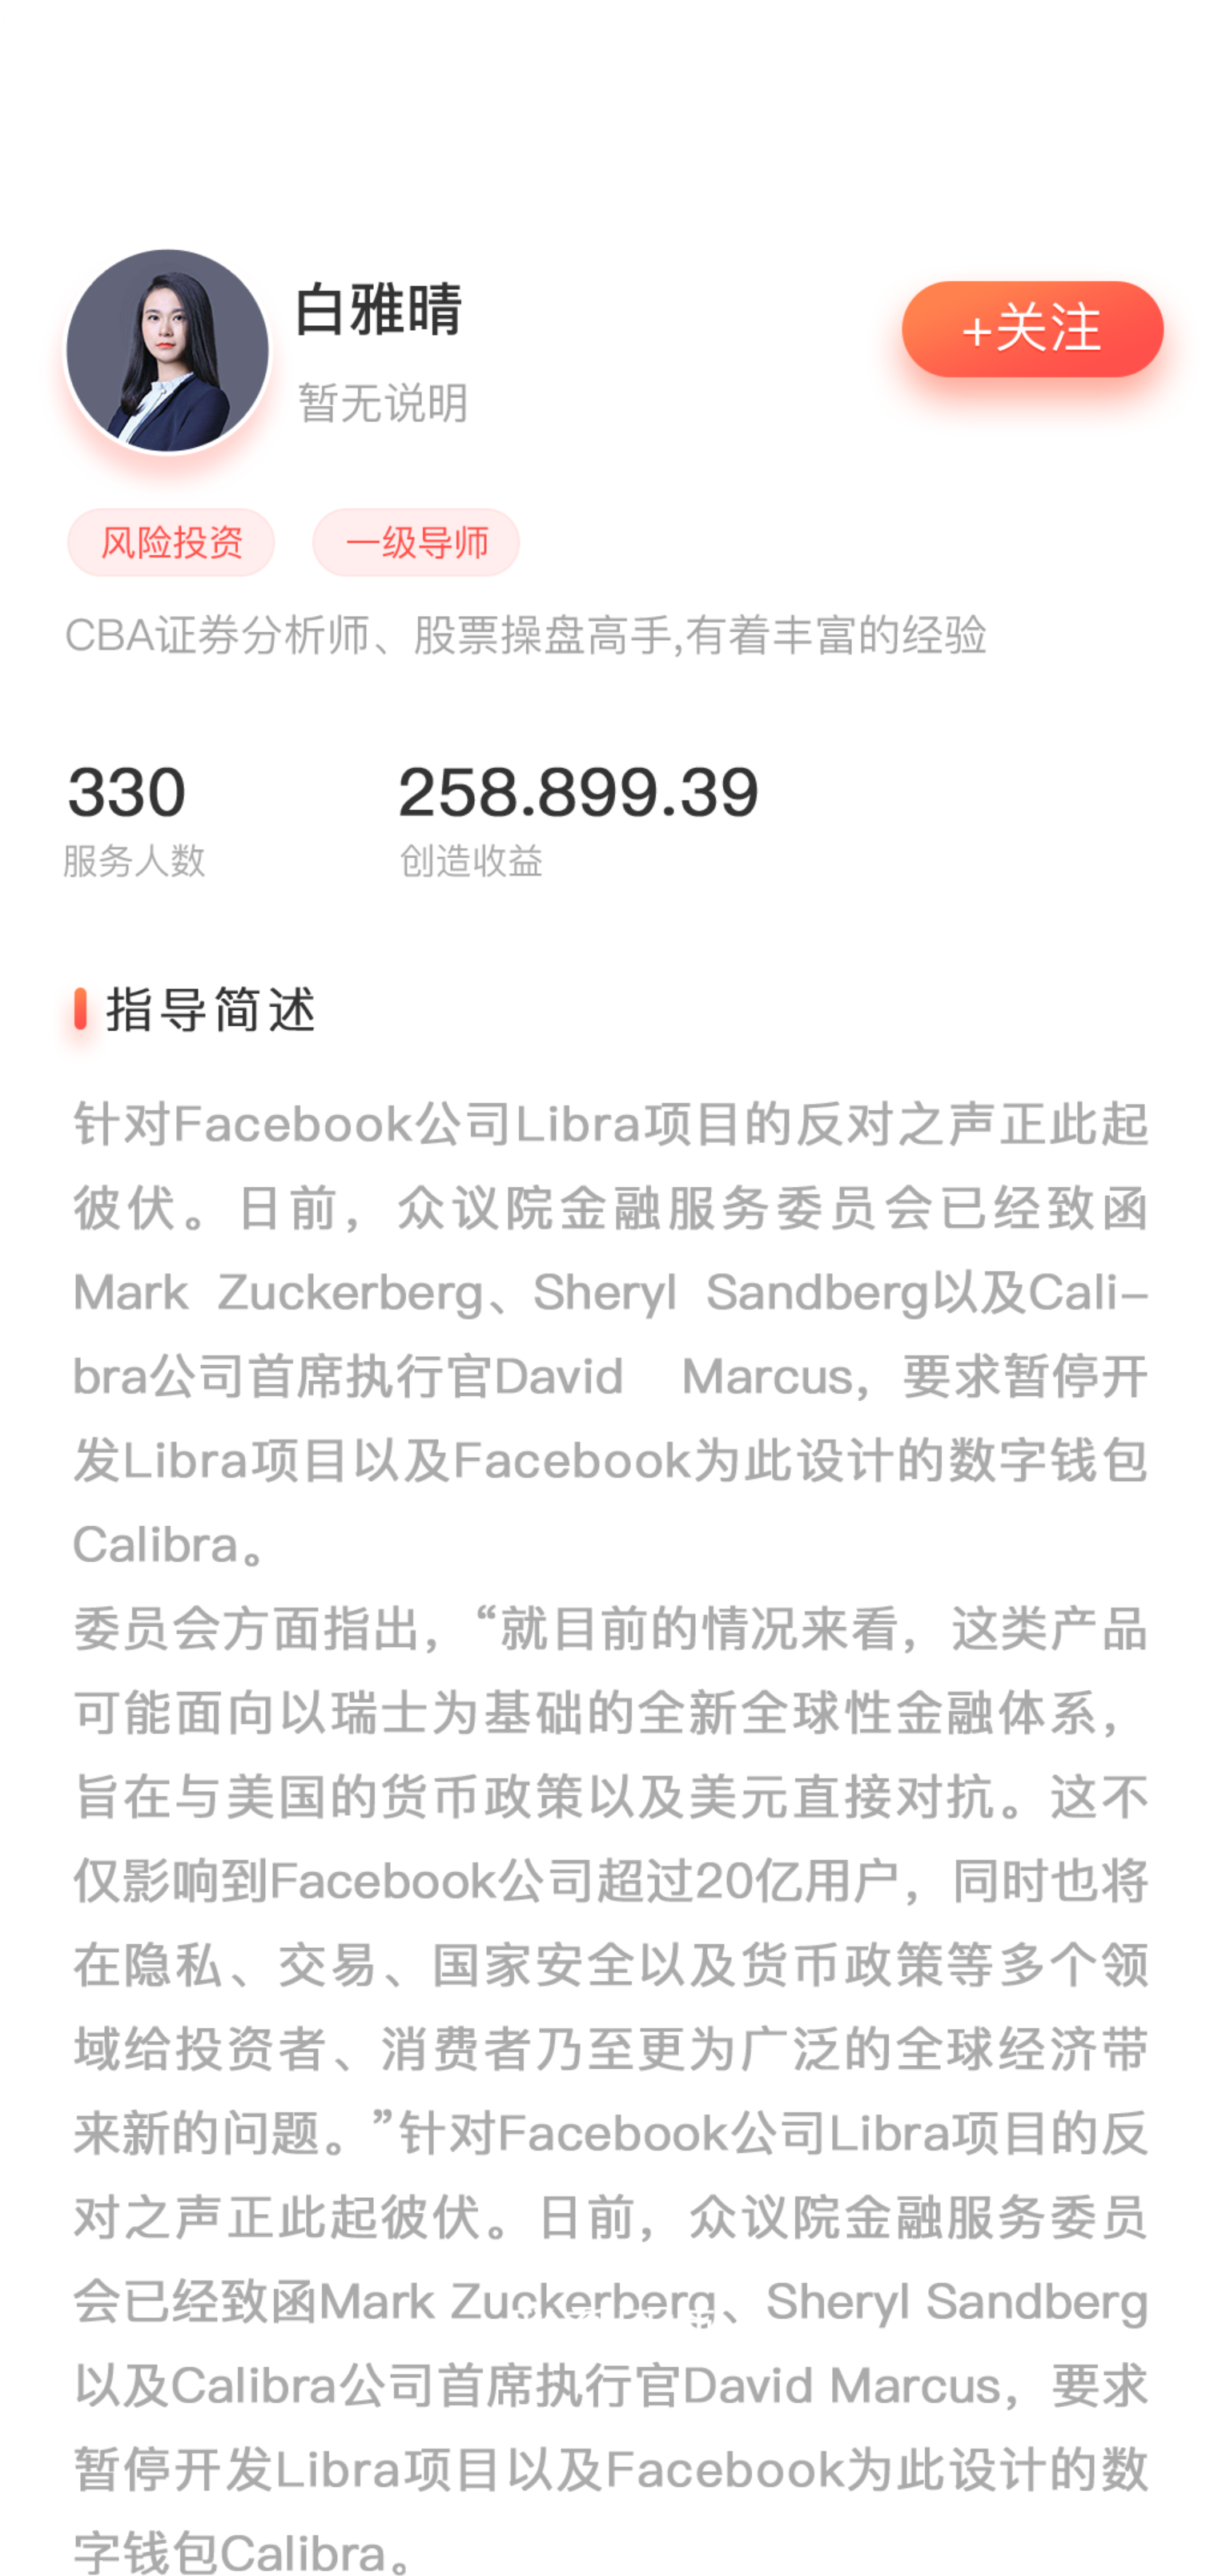 白雅晴
+关注
暂无说明
风险投资 一级导师
CBA证券分析师、股票操盘高手,有着丰富的经验
330 258.899.39
服务人数 创造收益
指导简述
针对Facebook公司Libra项目的反对之声正此起
彼伏。日前，众议院金融服务委员会已经致函
Mark Zuckerberg、Sheryl Sandberg以及Cali-
bra公司首席执行官David Marcus，要求暂停开
发Libra项目以及Facebook为此设计的数字钱包
Calibra。
委员会方面指出，“就目前的情况来看，这类产品
可能面向以瑞士为基础的全新全球性金融体系，
旨在与美国的货币政策以及美元直接对抗。这不
仅影响到Facebook公司超过20亿用户，同时也将
在隐私、交易、国家安全以及货币政策等多个领
域给投资者、消费者乃至更为广泛的全球经济带
来新的问题。”针对Facebook公司Libra项目的反
对之声正此起彼伏。日前，众议院金融服务委员
会已经致函Mark Zuckerberg、Sheryl Sandberg
以及Calibra公司首席执行官David Marcus，要求
暂停开发Libra项目以及Facebook为此设计的数
字钱包Calibra。